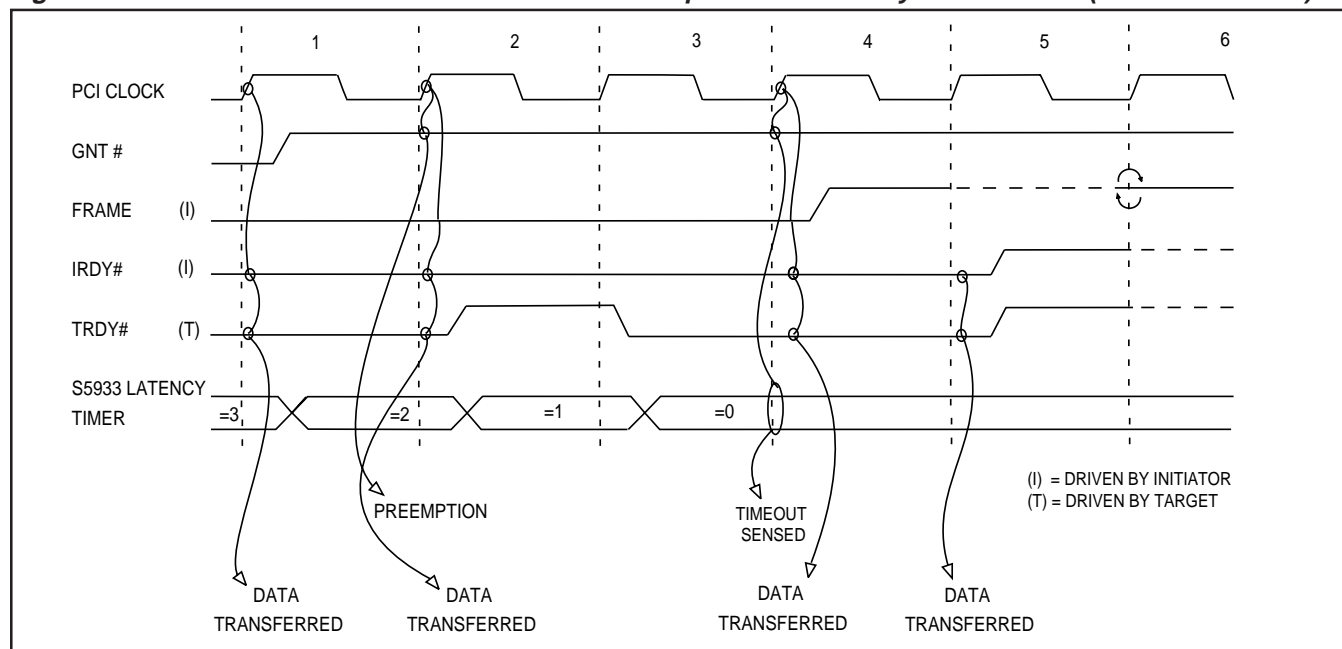 1 2 3 4 5 6
PCI CLOCK
GNT #
FRAME (I)
IRDY# (I)
TRDY# (T)
S5933 LATENCY
TIMER =3 =2 =1 =0
(I) = DRIVEN BY INITIATOR
(T) = DRIVEN BY TARGET
PREEMPTION
TIMEOUT
SENSED
DATA
TRANSFERRED
DATA
TRANSFERRED
DATA
TRANSFERRED
DATA
TRANSFERRED